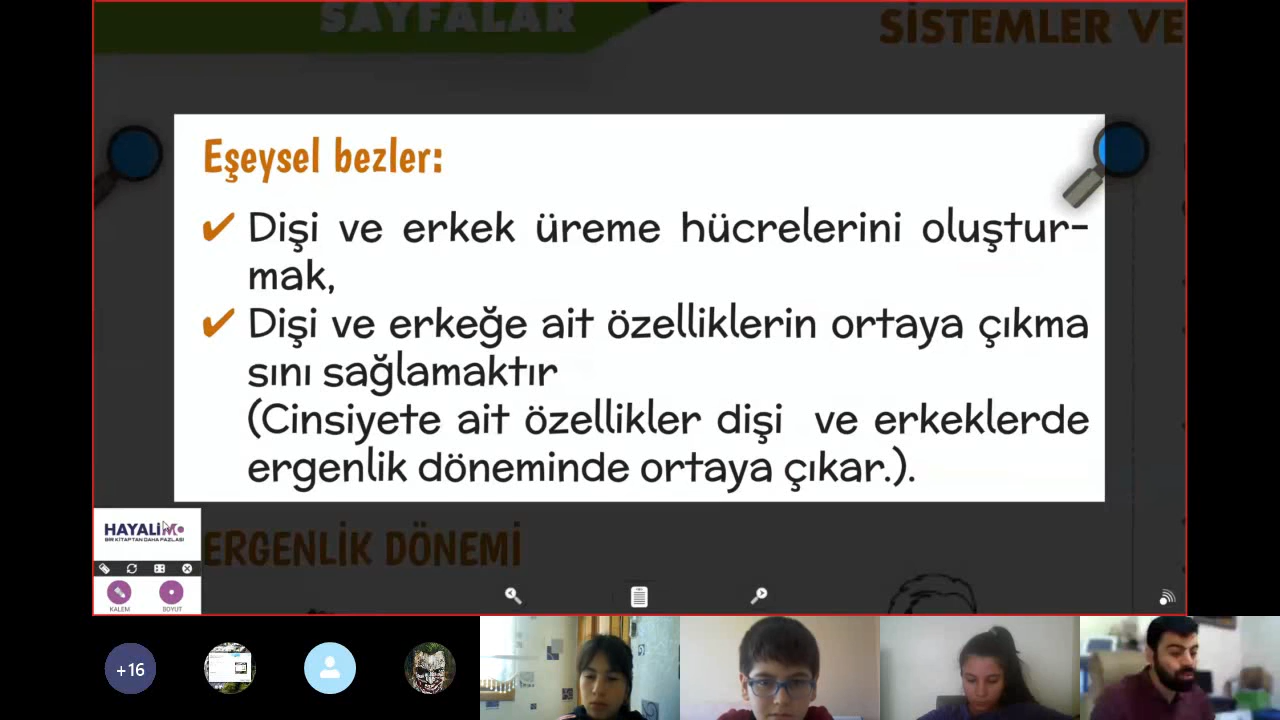 SAYFALAR
SİSTEMLER VE
Eşeysel bezler:
✔ Dişi ve erkek üreme hücrelerini oluştur-
mak,
✔ Dişi ve erkeğe ait özelliklerin ortaya çıkma
sını sağlamaktır
(Cinsiyete ait özellikler dişi ve erkeklerde
ergenlik döneminde ortaya çıkar.).
HAYALİM
BİR KİTAPTAN DAHA FAZLASI
ERGENLİK DÖNEMİ
KALEM BOYUT
+16